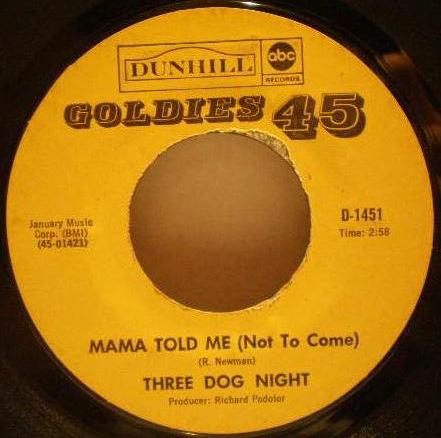 DUNHILL abc RECORDS
GOLDIES 45
January Music
Corp. (BMI)
(45-01421)
D-1451
Time: 2:58
MAMA TOLD ME (Not To Come)
(R. Newman)
THREE DOG NIGHT
Producer: Richard Podolor